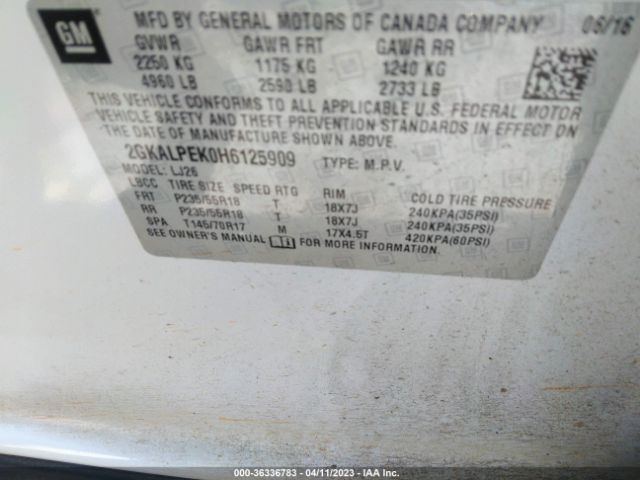 GM
MFD BY GENERAL MOTORS OF CANADA COMPANY 06/16
GVWR GAWR FRT GAWR RR
2250 KG 1175 KG 1240 KG
4960 LB 2590 LB 2733 LB
THIS VEHICLE CONFORMS TO ALL APPLICABLE U.S. FEDERAL MOTOR
VEHICLE SAFETY AND THEFT PREVENTION STANDARDS IN EFFECT ON
THE DATE OF MANUFACTURE SHOWN ABOVE.
2GKALPEK0H6125909 TYPE: M.P.V.
MODEL: LJ26
LBCC TIRE SIZE SPEED RTG RIM COLD TIRE PRESSURE
FRT P235/55R18 T 18X7J 240KPA(35PSI)
RR P235/55R18 T 18X7J 240KPA(35PSI)
SPA T145/70R17 M 17X4.5T 420KPA(60PSI)
SEE OWNER'S MANUAL FOR MORE INFORMATION.
000-36336783 - 04/11/2023 - IAA Inc.